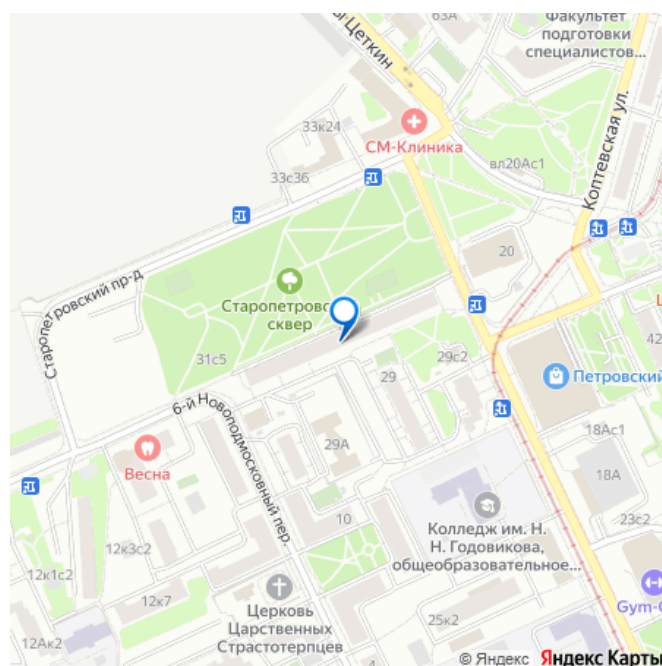 63А
Факультет
подготовки
специалистов...
ы Цеткин
33к24
СМ-Клиника
Коптевская ул.
33с36
вл20Ас1
20
Старопетровский пр-д
Старопетровс
сквер
31с5
29с2
29
42
Петровский
6-й Новоподмосковный пер.
29А
Весна
18Ас1
18А
10
Колледж им. Н.
Н. Годовикова,
общеобразовательное...
23с2
12к3с2
12к1с2
12к7
Церковь
Царственных
Страстотерпцев
25к2
Gym-
12Ак2
© Яндекс Яндекс Карты